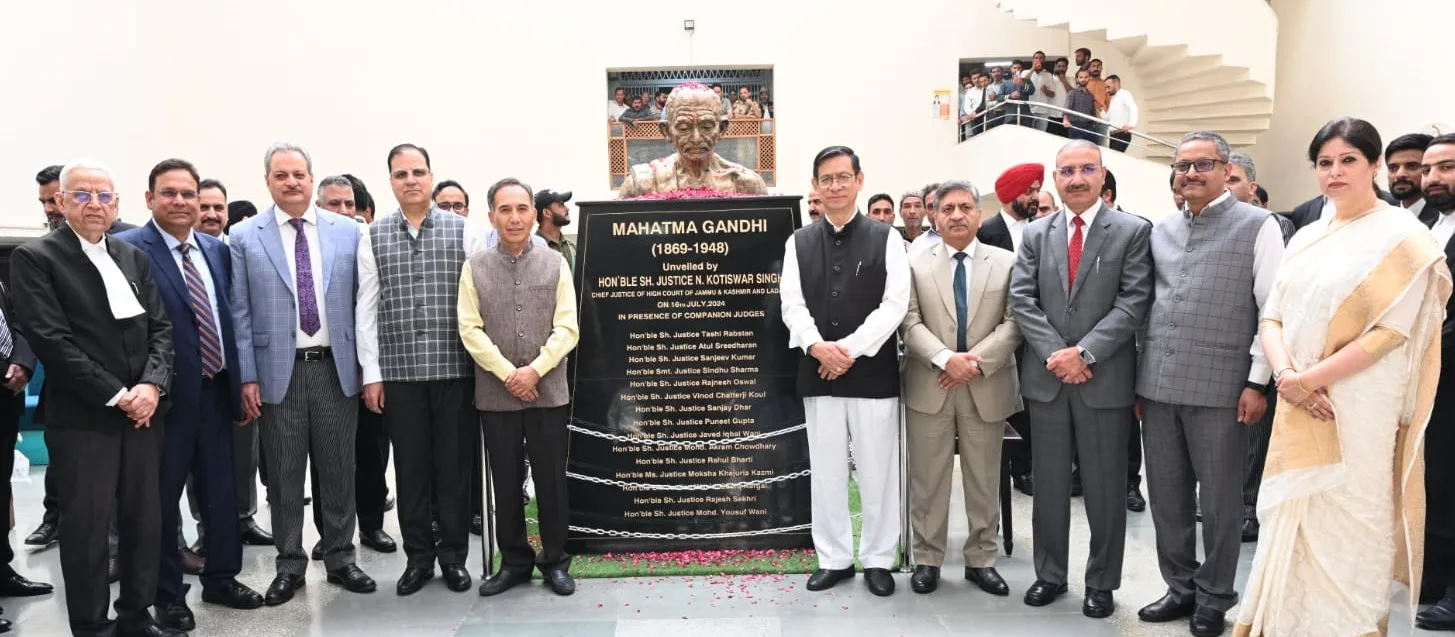 MAHATMA GANDHI
(1869-1948)
Unveiled by
HON'BLE SH. JUSTICE N. KOTISWAR SINGH
CHIEF JUSTICE OF HIGH COURT OF JAMMU & KASHMIR AND
ON 16TH JULY, 2024
IN PRESENCE OF COMPANION JUDGES
Hon'ble Sh. Justice Tashi Rabstan
Hon'ble Sh. Justice Atul Sreedharan
Hon'ble Sh. Justice Sanjeev Kumar
Hon'ble Smt. Justice Sindhu Sharma
Hon'ble Sh. Justice Rajnesh Oswal
Hon'ble Sh. Justice Vinod Chatterji Koul
Hon'ble Sh. Justice Sanjay Dhar
Hon'ble Sh. Justice Puneet Gupta
Hon'ble Sh. Justice Javed Iqbal Wani
Hon'ble Sh. Justice Mohd. Akram Chowdhary
Hon'ble Sh. Justice Rahul Bharti
Hon'ble Ms. Justice Moksha Khajuria Kazmi
Hon'ble Sh. Justice Rajesh Sekhri
Hon'ble Sh. Justice Mohd. Yousuf Wani